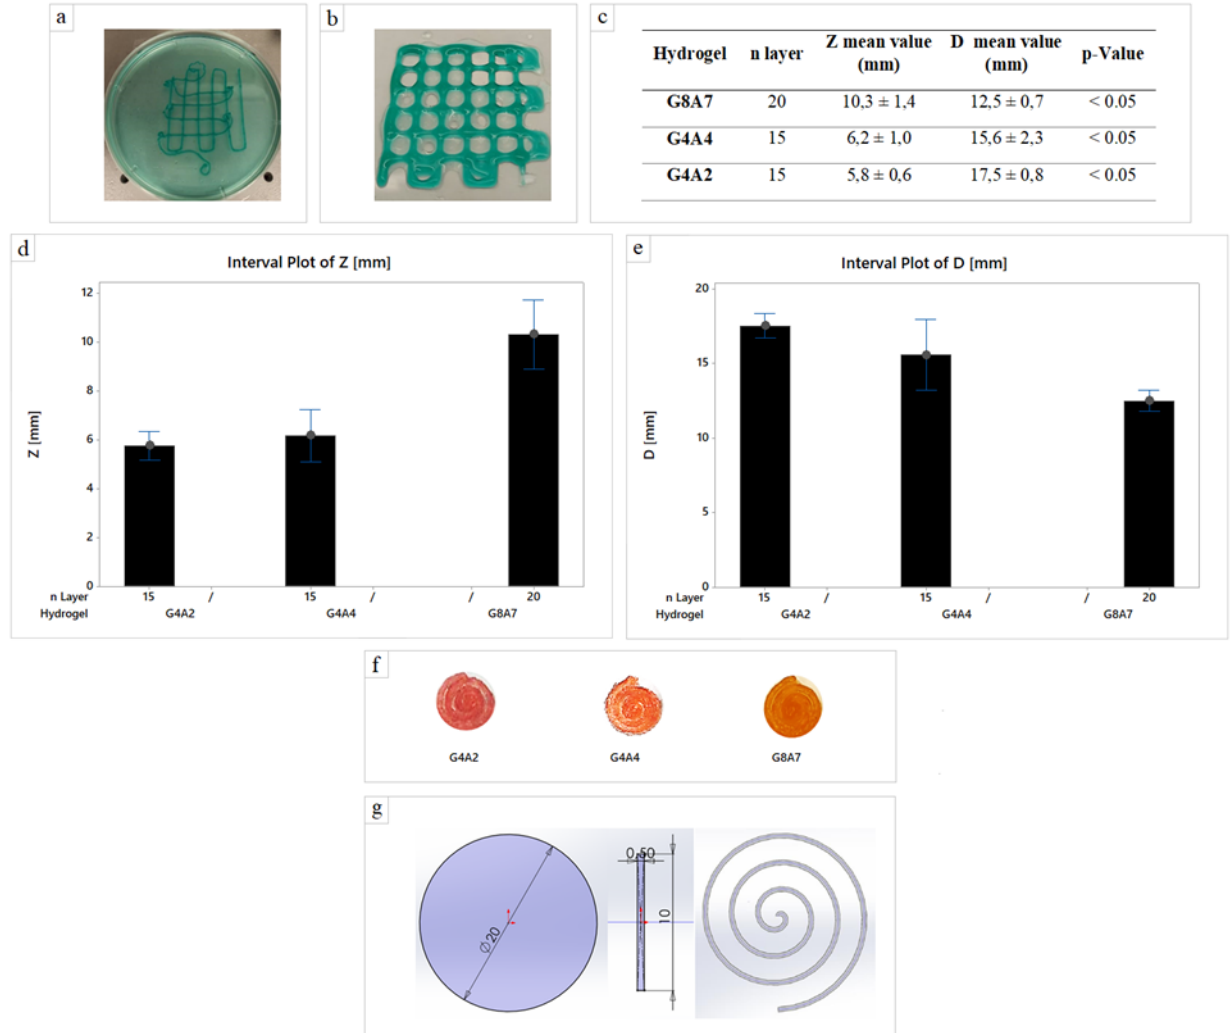 a
b
c
Hydrogel n layer Z mean value (mm) D mean value (mm) p-Value
G8A7 20 10,3 ± 1,4 12,5 ± 0,7 < 0.05
G4A4 15 6,2 ± 1,0 15,6 ± 2,3 < 0.05
G4A2 15 5,8 ± 0,6 17,5 ± 0,8 < 0.05
d
Interval Plot of Z [mm]
12
10
8
6
4
2
0
Z [mm]
n Layer 15 / 15 / / 20
Hydrogel G4A2 G4A4 G8A7
e
Interval Plot of D [mm]
20
15
10
5
0
D [mm]
n Layer 15 / 15 / / 20
Hydrogel G4A2 G4A4 G8A7
f
G4A2 G4A4 G8A7
g
∅20
0.50
10